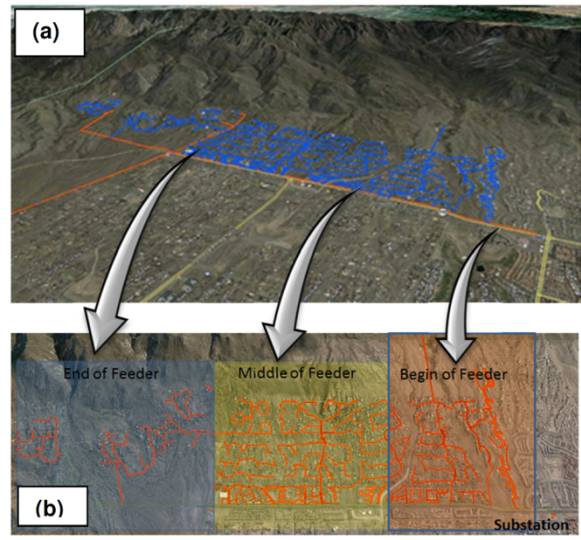 (a)
End of Feeder
Middle of Feeder
Begin of Feeder
(b)
Substation